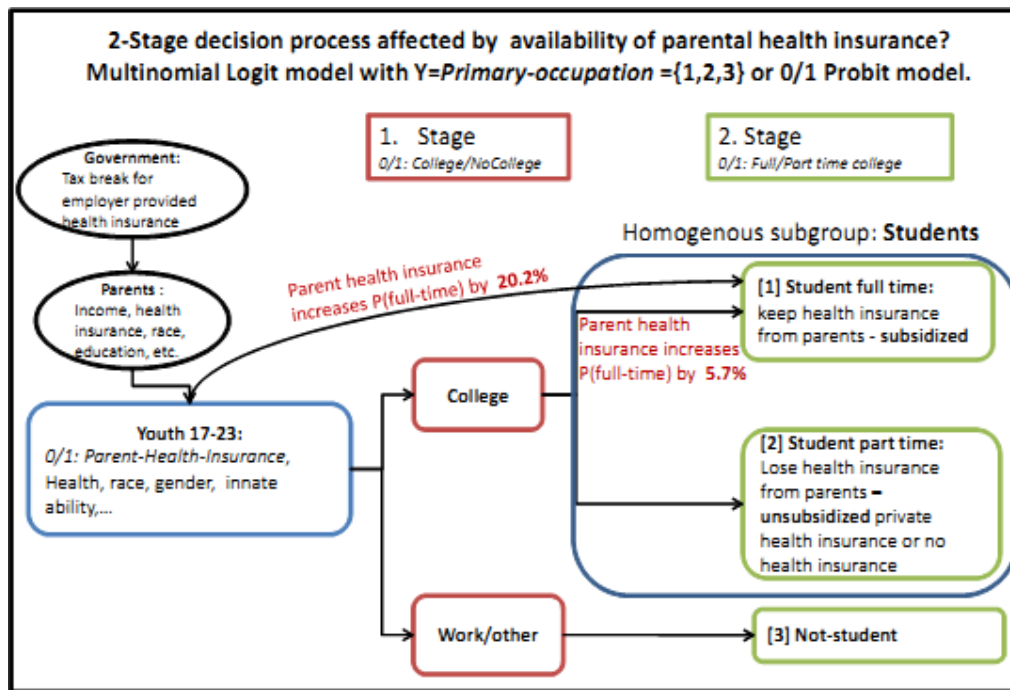 2-Stage decision process affected by availability of parental health insurance?
Multinomial Logit model with Y=Primary-occupation ={1,2,3} or 0/1 Probit model.
1. Stage
0/1: College/NoCollege
2. Stage
0/1: Full/Part time college
Government:
Tax break for
employer provided
health insurance
Parents :
Income, health
insurance, race,
education, etc.
Youth 17-23:
0/1: Parent-Health-Insurance,
Health, race, gender, innate
ability,...
Parent health insurance
increases P(full-time) by 20.2%
College
Work/other
Homogenous subgroup: Students
Parent health
insurance increases
P(full-time) by 5.7%
[1] Student full time:
keep health insurance
from parents - subsidized
[2] Student part time:
Lose health insurance
from parents –
unsubsidized private
health insurance or no
health insurance
[3] Not-student